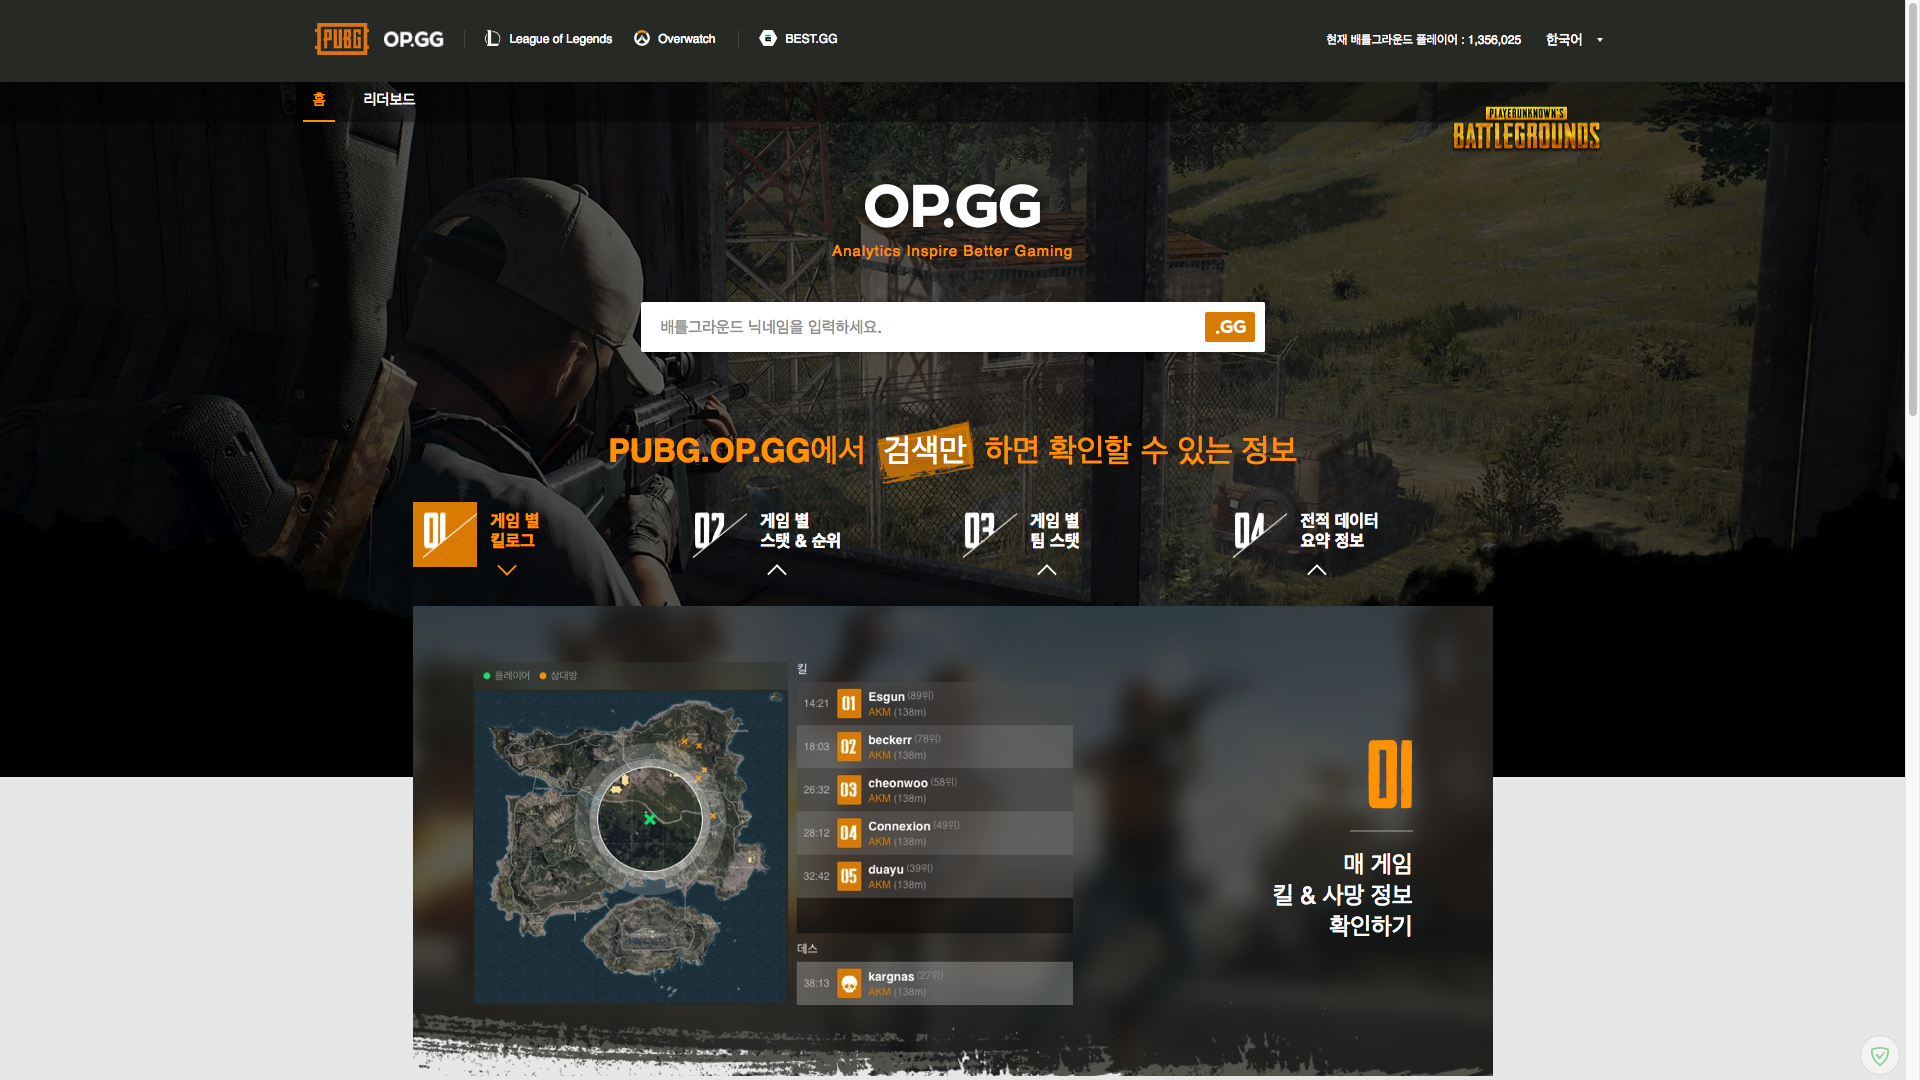 PUBG OP.GG League of Legends Overwatch BEST.GG 현재 배틀그라운드 플레이어 : 1,356,025 한국어
홈 리더보드
PLAYERUNKNOWN'S
BATTLEGROUNDS
OP.GG
Analytics Inspire Better Gaming
배틀그라운드 닉네임을 입력하세요. .GG
PUBG.OP.GG에서 검색만 하면 확인할 수 있는 정보
01 게임 별
킬로그
02 게임 별
스탯 & 순위
03 게임 별
팀 스탯
04 전적 데이터
요약 정보
플레이어 상대방
킬
14:21 01 Esgun (89위)
AKM (138m)
18:03 02 beckerr (78위)
AKM (138m)
26:32 03 cheonwoo (58위)
AKM (138m)
28:12 04 Connexion (49위)
AKM (138m)
32:42 05 duayu (39위)
AKM (138m)
데스
38:13 kargnas (27위)
AKM (138m)
01
매 게임
킬 & 사망 정보
확인하기